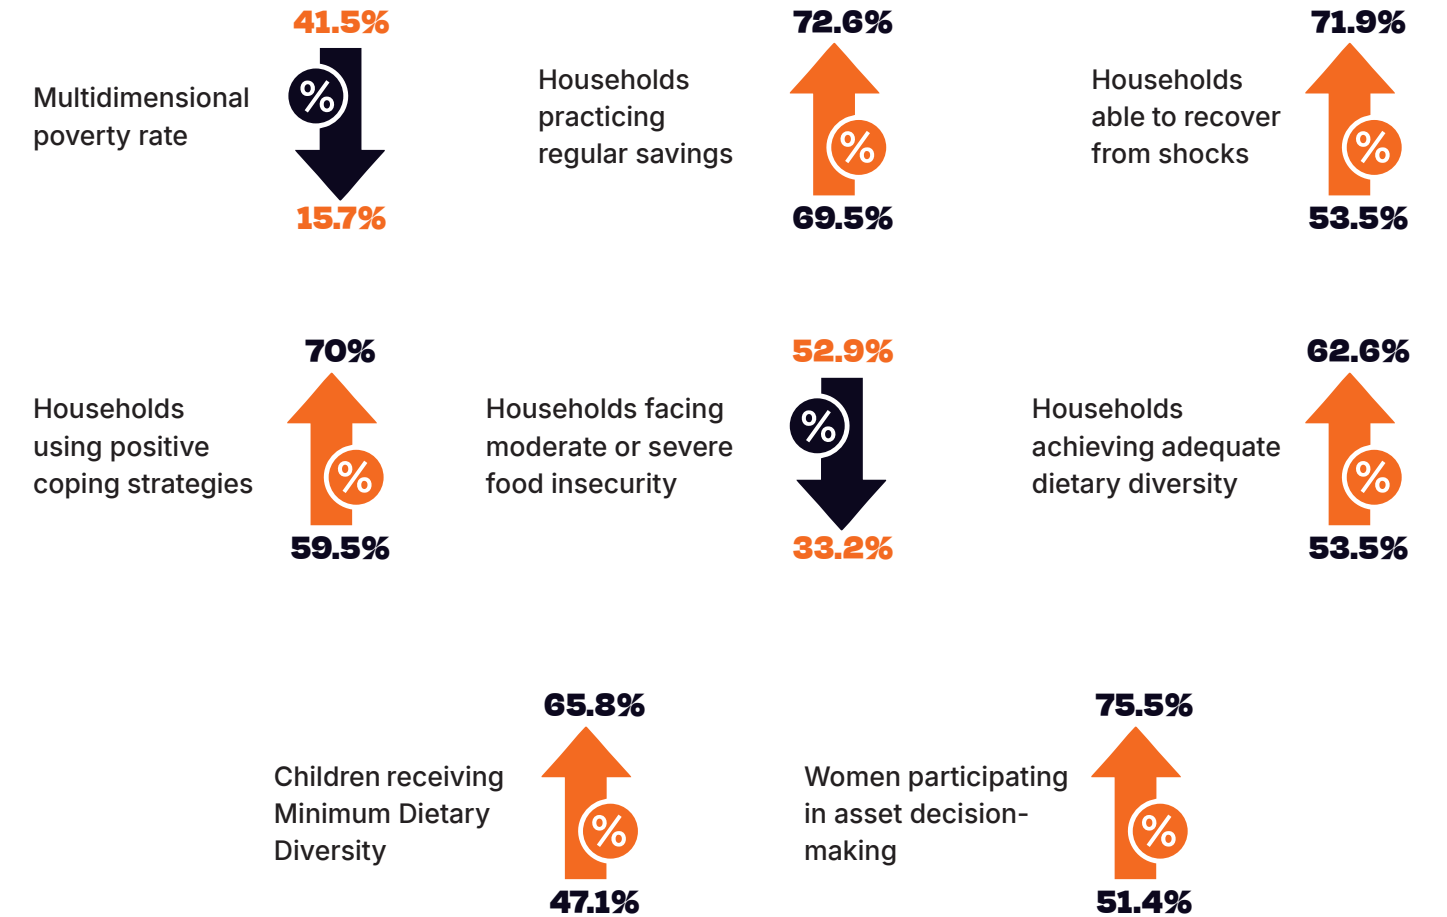 41.5%
Multidimensional
poverty rate
%
15.7%
72.6%
Households
practicing
regular savings
%
69.5%
71.9%
Households
able to recover
from shocks
%
53.5%
70%
Households
using positive
coping strategies
%
59.5%
52.9%
Households facing
moderate or severe
food insecurity
%
33.2%
62.6%
Households
achieving adequate
dietary diversity
%
53.5%
65.8%
Children receiving
Minimum Dietary
Diversity
%
47.1%
75.5%
Women participating
in asset decision-
making
%
51.4%